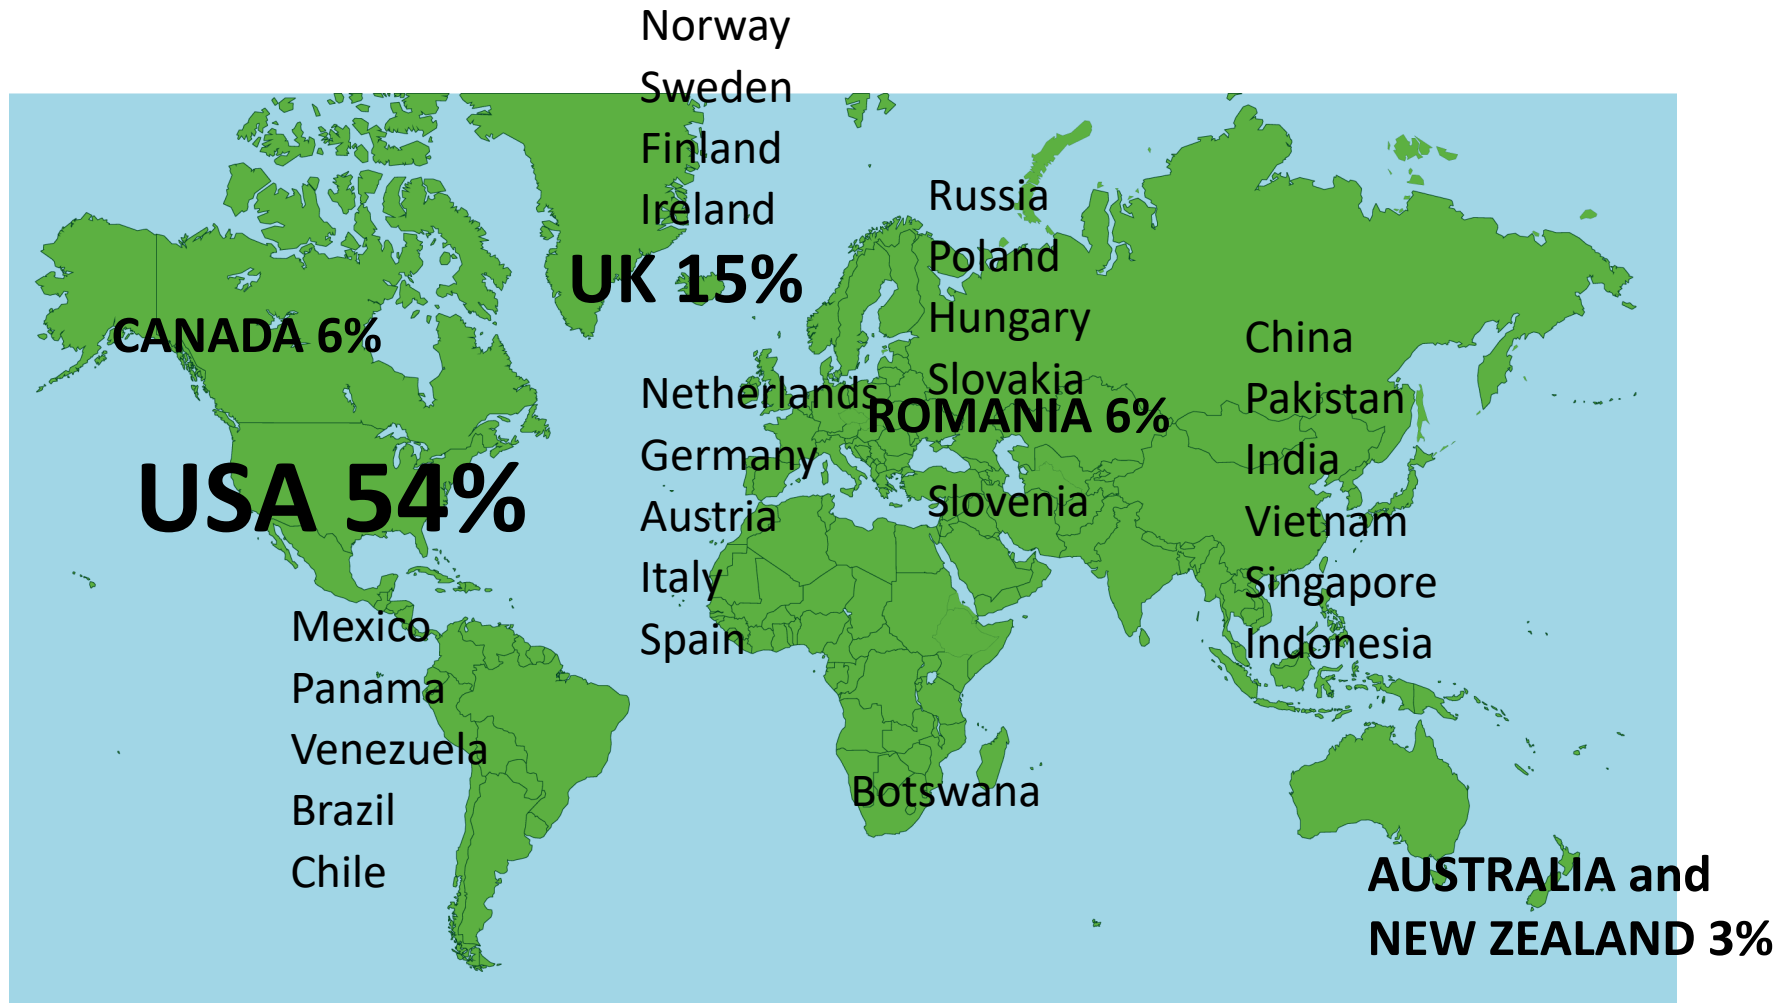 Norway
Sweden
Finland
Ireland
UK 15%
Netherlands
Germany
Austria
Italy
Spain
Russia
Poland
Hungary
Slovakia
ROMANIA 6%
Slovenia
China
Pakistan
India
Vietnam
Singapore
Indonesia
CANADA 6%
USA 54%
Mexico
Panama
Venezuela
Brazil
Chile
Botswana
AUSTRALIA and
NEW ZEALAND 3%